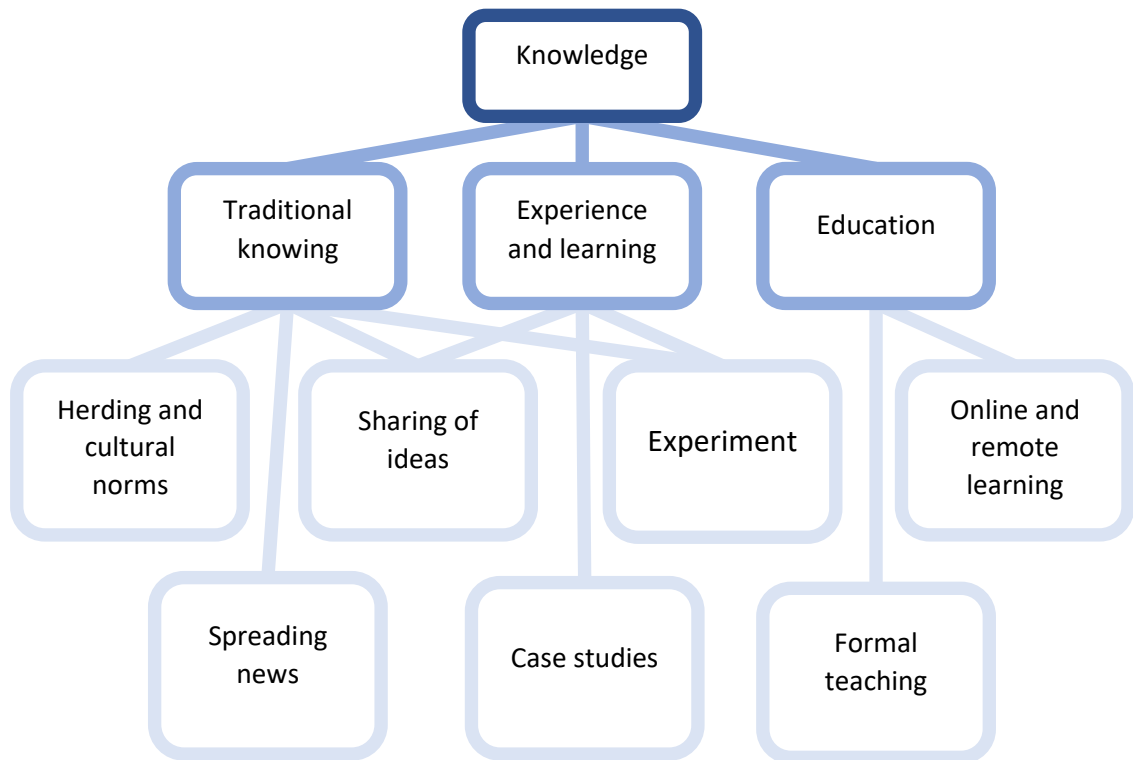 Knowledge
Traditional
knowing
Experience
and learning
Education
Herding and
cultural
norms
Sharing of
ideas
Experiment
Online and
remote
learning
Spreading
news
Case studies
Formal
teaching